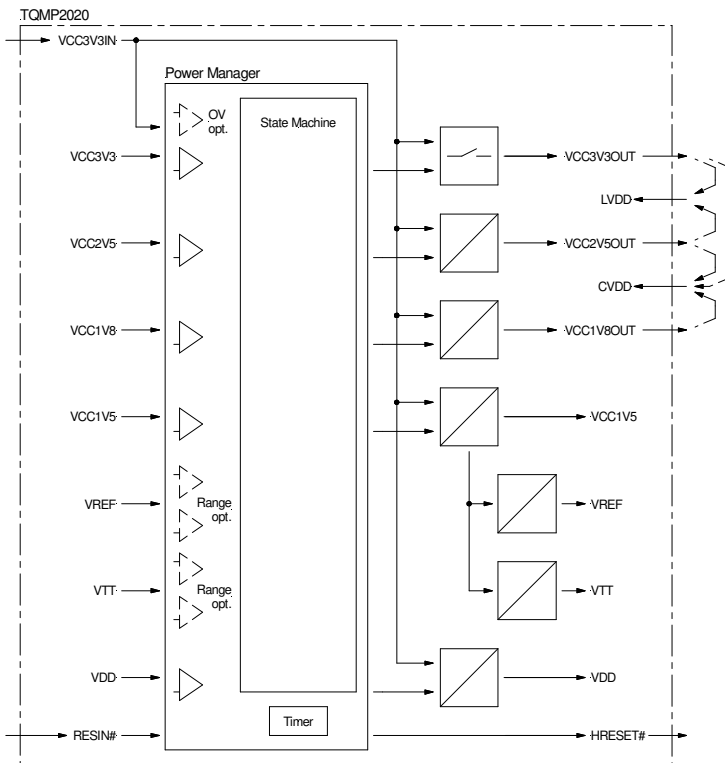 TQMP2020
VCC3V3IN
Power Manager
OV
opt.
State Machine
VCC3V3
VCC3V3OUT
LVDD
VCC2V5
VCC2V5OUT
CVDD
VCC1V8
VCC1V8OUT
VCC1V5
VCC1V5
VREF
Range
opt.
VREF
VTT
Range
opt.
VTT
VDD
VDD
Timer
RESIN#
HRESET#